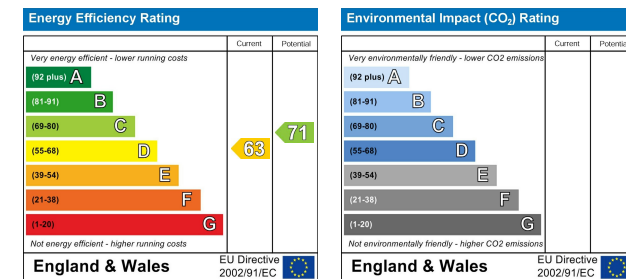 Energy Efficiency Rating
Current Potential
Very energy efficient - lower running costs
(92 plus) A
(81-91) B
(69-80) C
(55-68) D
(39-54) E
(21-38) F
(1-20) G
63
71
Not energy efficient - higher running costs
England & Wales
EU Directive
2002/91/EC
Environmental Impact (CO₂) Rating
Current Potential
Very environmentally friendly - lower CO2 emissions
(92 plus) A
(81-91) B
(69-80) C
(55-68) D
(39-54) E
(21-38) F
(1-20) G
Not environmentally friendly - higher CO2 emissions
England & Wales
EU Directive
2002/91/EC